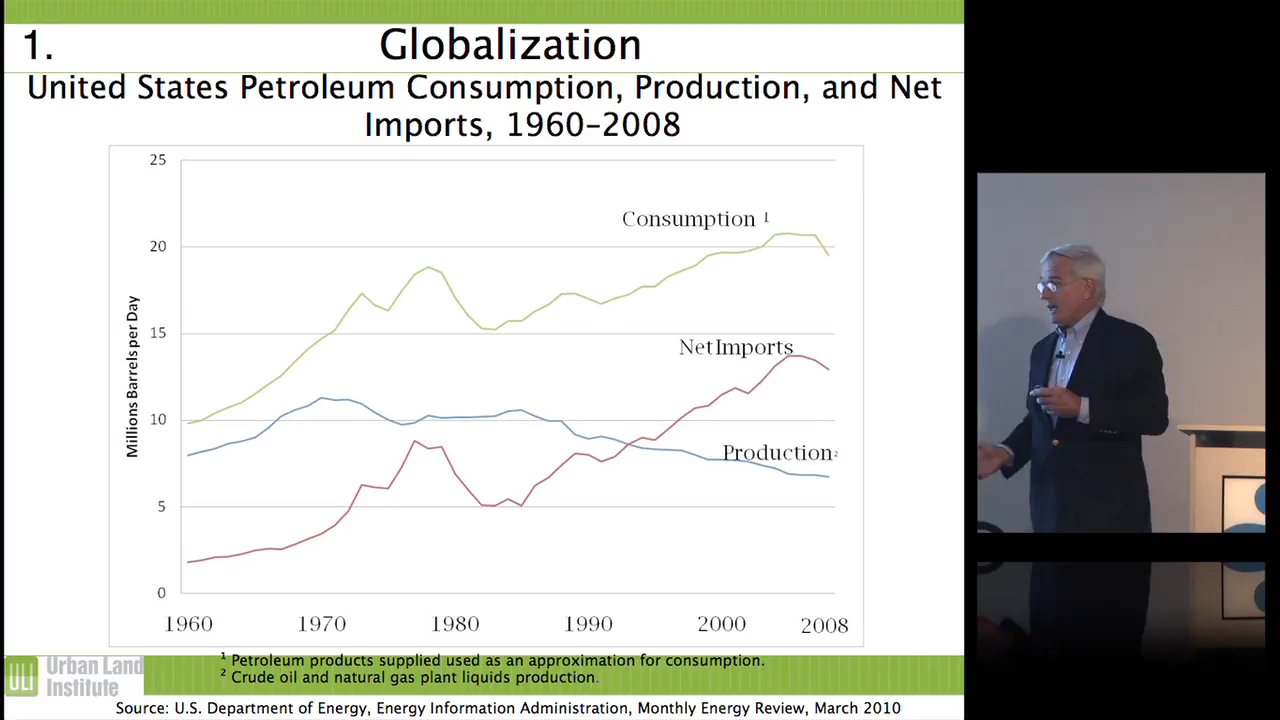 1.
Globalization
United States Petroleum Consumption, Production, and Net
Imports, 1960–2008
25
20
15
10
5
0
Millions Barrels per Day
Consumption 1
Net Imports
Production2
1960 1970 1980 1990 2000 2008
1 Petroleum products supplied used as an approximation for consumption.
2 Crude oil and natural gas plant liquids production.
ULI
Urban Land
Institute
Source: U.S. Department of Energy, Energy Information Administration, Monthly Energy Review, March 2010